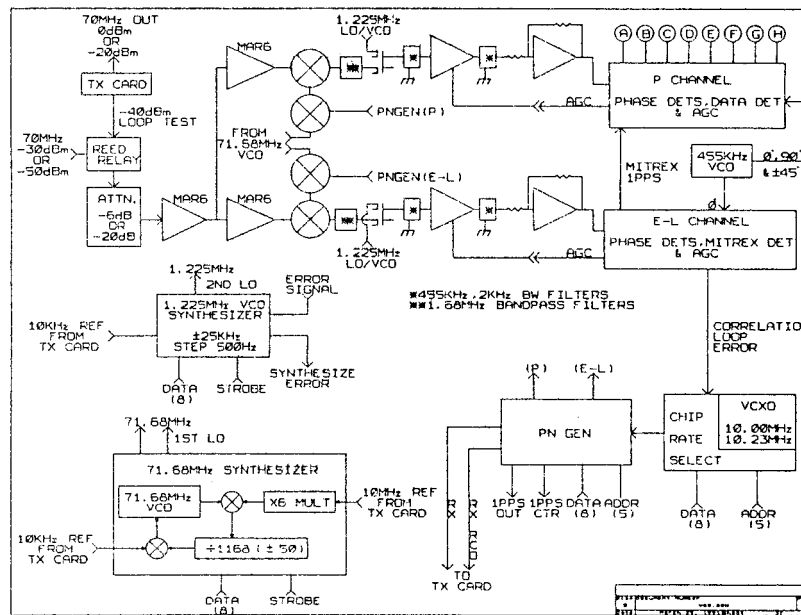 70MHz OUT
0dBm
OR
-20dBm
TX CARD
-40dBm
LOOP TEST
70MHz
-30dBm
OR
-50dBm
REED
RELAY
ATTN.
-6dB
OR
-20dB
MAR6
MAR6
MAR6
1.225MHz
LO/VCO
PNGEN(P)
FROM
71.68MHz
VCO
PNGEN(E-L)
1.225MHz
LO/VCO
AGC
AGC
A B C D E F G H
P CHANNEL
PHASE DETS,DATA DET
& AGC
MITREX
1PPS
455KHz
VCO
0°,90°
&±45°
Ø
E-L CHANNEL
PHASE DETS,MITREX DET
& AGC
*455KHz,2KHz BW FILTERS
**1.68MHz BANDPASS FILTERS
1.225MHz
2ND LO
ERROR
SIGNAL
1.225MHz VCO
SYNTHESIZER
±25KHz
STEP 500Hz
10KHz REF
FROM
TX CARD
SYNTHESIZE
ERROR
DATA
(8)
STROBE
CORRELATION
LOOP
ERROR
71.68MHz
1ST LO
71.68MHz SYNTHESIZER
71.68MHz
VCO
X6 MULT
10MHz REF
FROM
TX CARD
10KHz REF
FROM
TX CARD
÷1168 (±50)
DATA
(8)
STROBE
(P)
(E-L)
PN GEN
RX
RX RCO
TO
TX CARD
1PPS
OUT
1PPS
CTR
DATA
(8)
ADDR
(5)
CHIP
RATE
SELECT
VCXO
10.00MHz
10.23MHz
DATA
(8)
ADDR
(5)